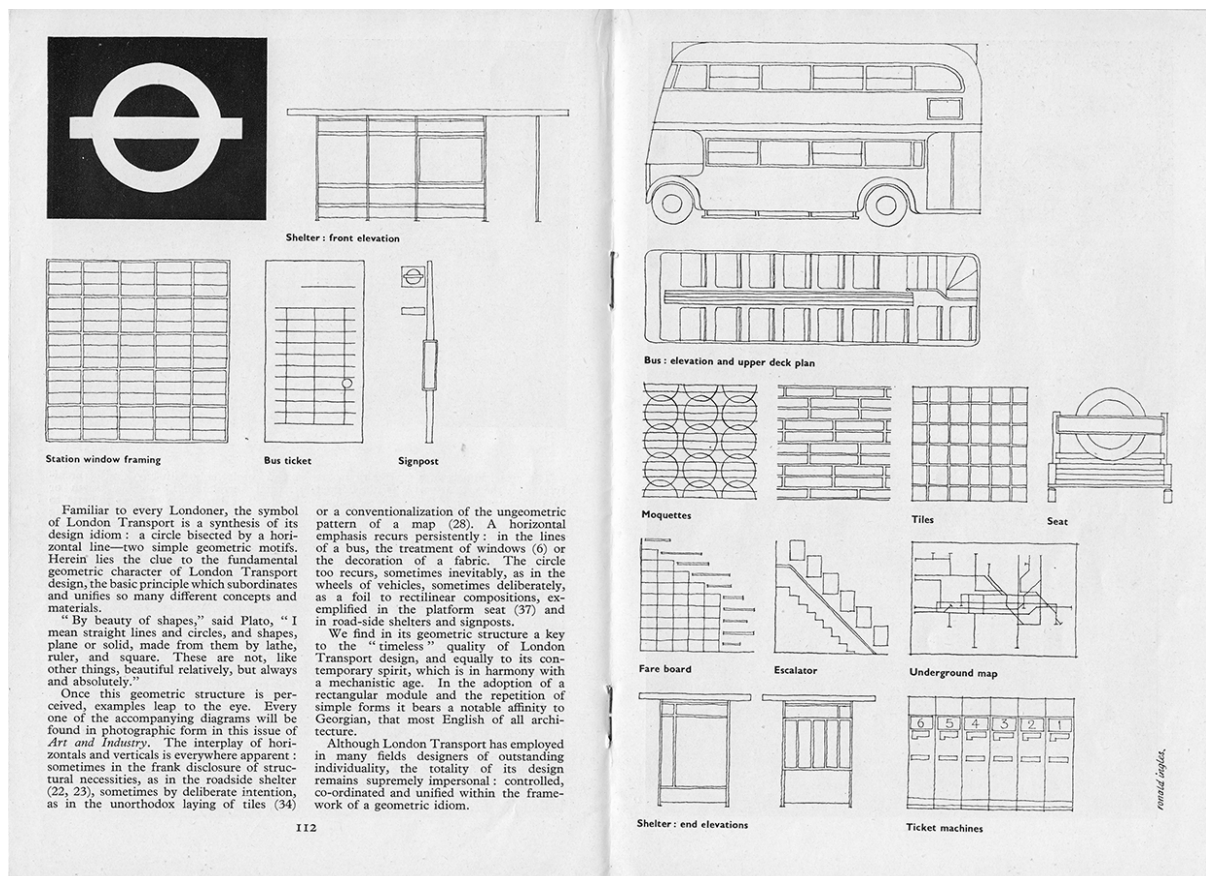 Shelter : front elevation
Station window framing
Bus ticket
Signpost
Familiar to every Londoner, the symbol
of London Transport is a synthesis of its
design idiom : a circle bisected by a hori-
zontal line—two simple geometric motifs.
Herein lies the clue to the fundamental
geometric character of London Transport
design, the basic principle which subordinates
and unifies so many different concepts and
materials.
“ By beauty of shapes,” said Plato, “ I
mean straight lines and circles, and shapes,
plane or solid, made from them by lathe,
ruler, and square. These are not, like
other things, beautiful relatively, but always
and absolutely.”
Once this geometric structure is per-
ceived, examples leap to the eye. Every
one of the accompanying diagrams will be
found in photographic form in this issue of
Art and Industry. The interplay of hori-
zontals and verticals is everywhere apparent :
sometimes in the frank disclosure of struc-
tural necessities, as in the roadside shelter
(22, 23), sometimes by deliberate intention,
as in the unorthodox laying of tiles (34)
or a conventionalization of the ungeometric
pattern of a map (28). A horizontal
emphasis recurs persistently : in the lines
of a bus, the treatment of windows (6) or
the decoration of a fabric. The circle
too recurs, sometimes inevitably, as in the
wheels of vehicles, sometimes deliberately,
as a foil to rectilinear compositions, ex-
emplified in the platform seat (37) and
in road-side shelters and signposts.
We find in its geometric structure a key
to the “ timeless ” quality of London
Transport design, and equally to its con-
temporary spirit, which is in harmony with
a mechanistic age. In the adoption of a
rectangular module and the repetition of
simple forms it bears a notable affinity to
Georgian, that most English of all archi-
tecture.
Although London Transport has employed
in many fields designers of outstanding
individuality, the totality of its design
remains supremely impersonal : controlled,
co-ordinated and unified within the frame-
work of a geometric idiom.
112
Bus : elevation and upper deck plan
Moquettes
Tiles
Seat
Fare board
Escalator
Underground map
6 5 4 3 2 1
Shelter : end elevations
Ticket machines
ronald ingles.